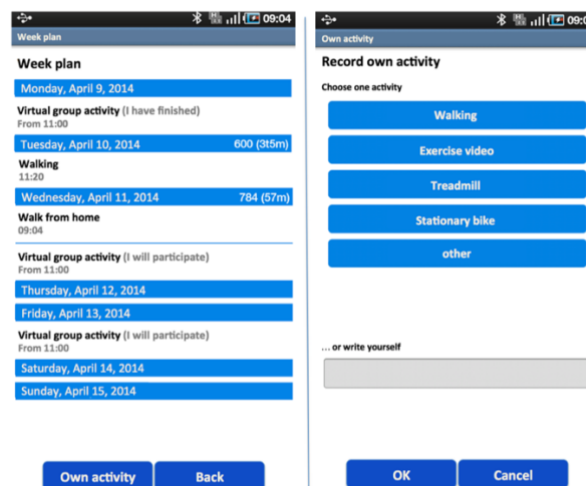 09:04
Week plan
Week plan
Monday, April 9, 2014
Virtual group activity (I have finished)
From 11:00
Tuesday, April 10, 2014 600 (3t5m)
Walking
11:20
Wednesday, April 11, 2014 784 (57m)
Walk from home
09:04
Virtual group activity (I will participate)
From 11:00
Thursday, April 12, 2014
Friday, April 13, 2014
Virtual group activity (I will participate)
From 11:00
Saturday, April 14, 2014
Sunday, April 15, 2014
Own activity
Back
Own activity
Record own activity
Choose one activity
Walking
Exercise video
Treadmill
Stationary bike
other
... or write yourself
OK
Cancel